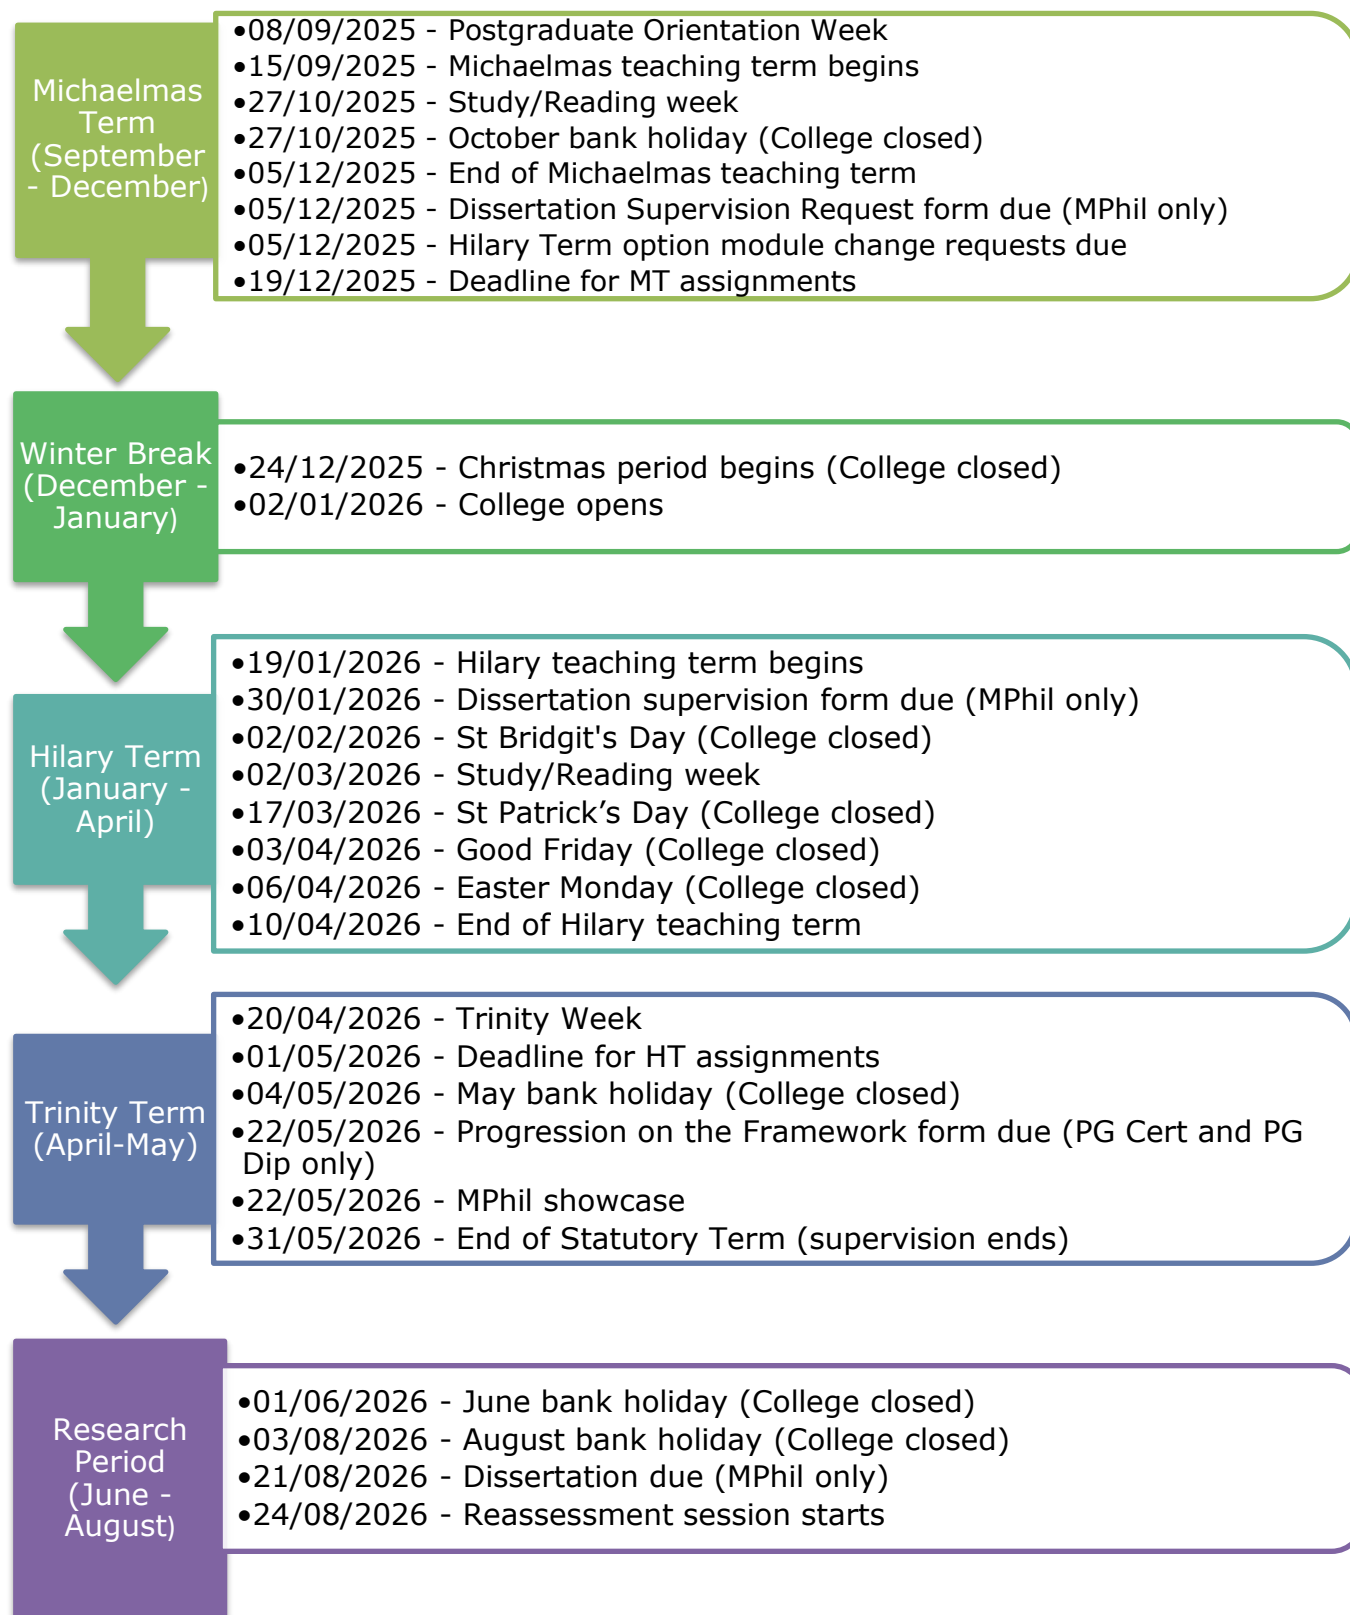 Michaelmas
Term
(September
- December)
•08/09/2025 - Postgraduate Orientation Week
•15/09/2025 - Michaelmas teaching term begins
•27/10/2025 - Study/Reading week
•27/10/2025 - October bank holiday (College closed)
•05/12/2025 - End of Michaelmas teaching term
•05/12/2025 - Dissertation Supervision Request form due (MPhil only)
•05/12/2025 - Hilary Term option module change requests due
•19/12/2025 - Deadline for MT assignments
Winter Break
(December -
January)
•24/12/2025 - Christmas period begins (College closed)
•02/01/2026 - College opens
Hilary Term
(January -
April)
•19/01/2026 - Hilary teaching term begins
•30/01/2026 - Dissertation supervision form due (MPhil only)
•02/02/2026 - St Bridgit's Day (College closed)
•02/03/2026 - Study/Reading week
•17/03/2026 - St Patrick’s Day (College closed)
•03/04/2026 - Good Friday (College closed)
•06/04/2026 - Easter Monday (College closed)
•10/04/2026 - End of Hilary teaching term
Trinity Term
(April-May)
•20/04/2026 - Trinity Week
•01/05/2026 - Deadline for HT assignments
•04/05/2026 - May bank holiday (College closed)
•22/05/2026 - Progression on the Framework form due (PG Cert and PG
Dip only)
•22/05/2026 - MPhil showcase
•31/05/2026 - End of Statutory Term (supervision ends)
Research
Period
(June -
August)
•01/06/2026 - June bank holiday (College closed)
•03/08/2026 - August bank holiday (College closed)
•21/08/2026 - Dissertation due (MPhil only)
•24/08/2026 - Reassessment session starts